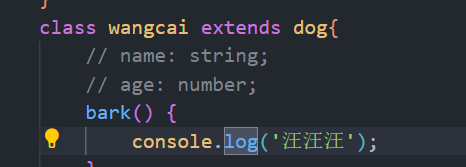 }
class wangcai extends dog{
// name: string;
// age: number;
bark() {
console.log('汪汪汪');
}